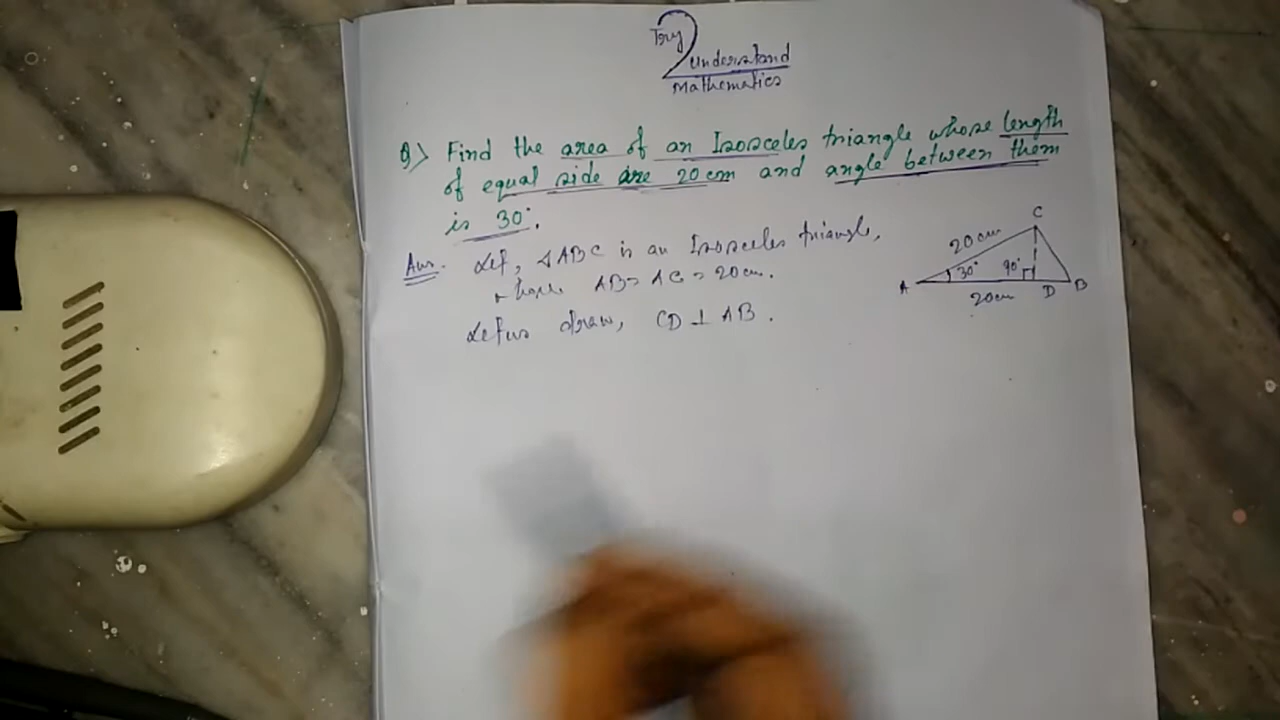 Try
Understand
Mathematics
Q> Find the area of an Isosceles triangle whose length
of equal side are 20 cm and angle between them
is 30°.
Ans. Let, △ABC is an Isosceles triangle,
where AB = AC = 20 cm.
Let us draw, CD ⊥ AB.
C
20 cm
30° 90°
A D B
20 cm